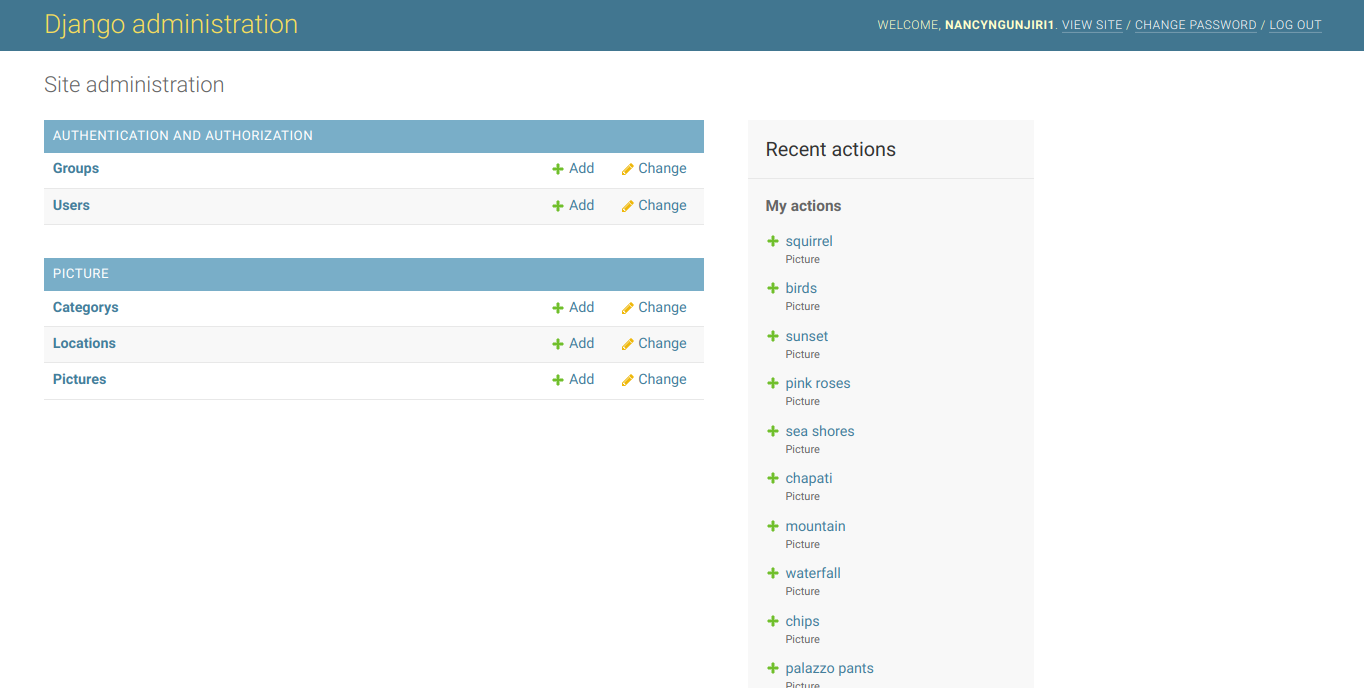 Django administration
WELCOME, NANCYNGUNJIRI1. VIEW SITE / CHANGE PASSWORD / LOG OUT
Site administration
AUTHENTICATION AND AUTHORIZATION
Groups Add Change
Users Add Change
PICTURE
Categorys Add Change
Locations Add Change
Pictures Add Change
Recent actions
My actions
squirrel
Picture
birds
Picture
sunset
Picture
pink roses
Picture
sea shores
Picture
chapati
Picture
mountain
Picture
waterfall
Picture
chips
Picture
palazzo pants
Picture